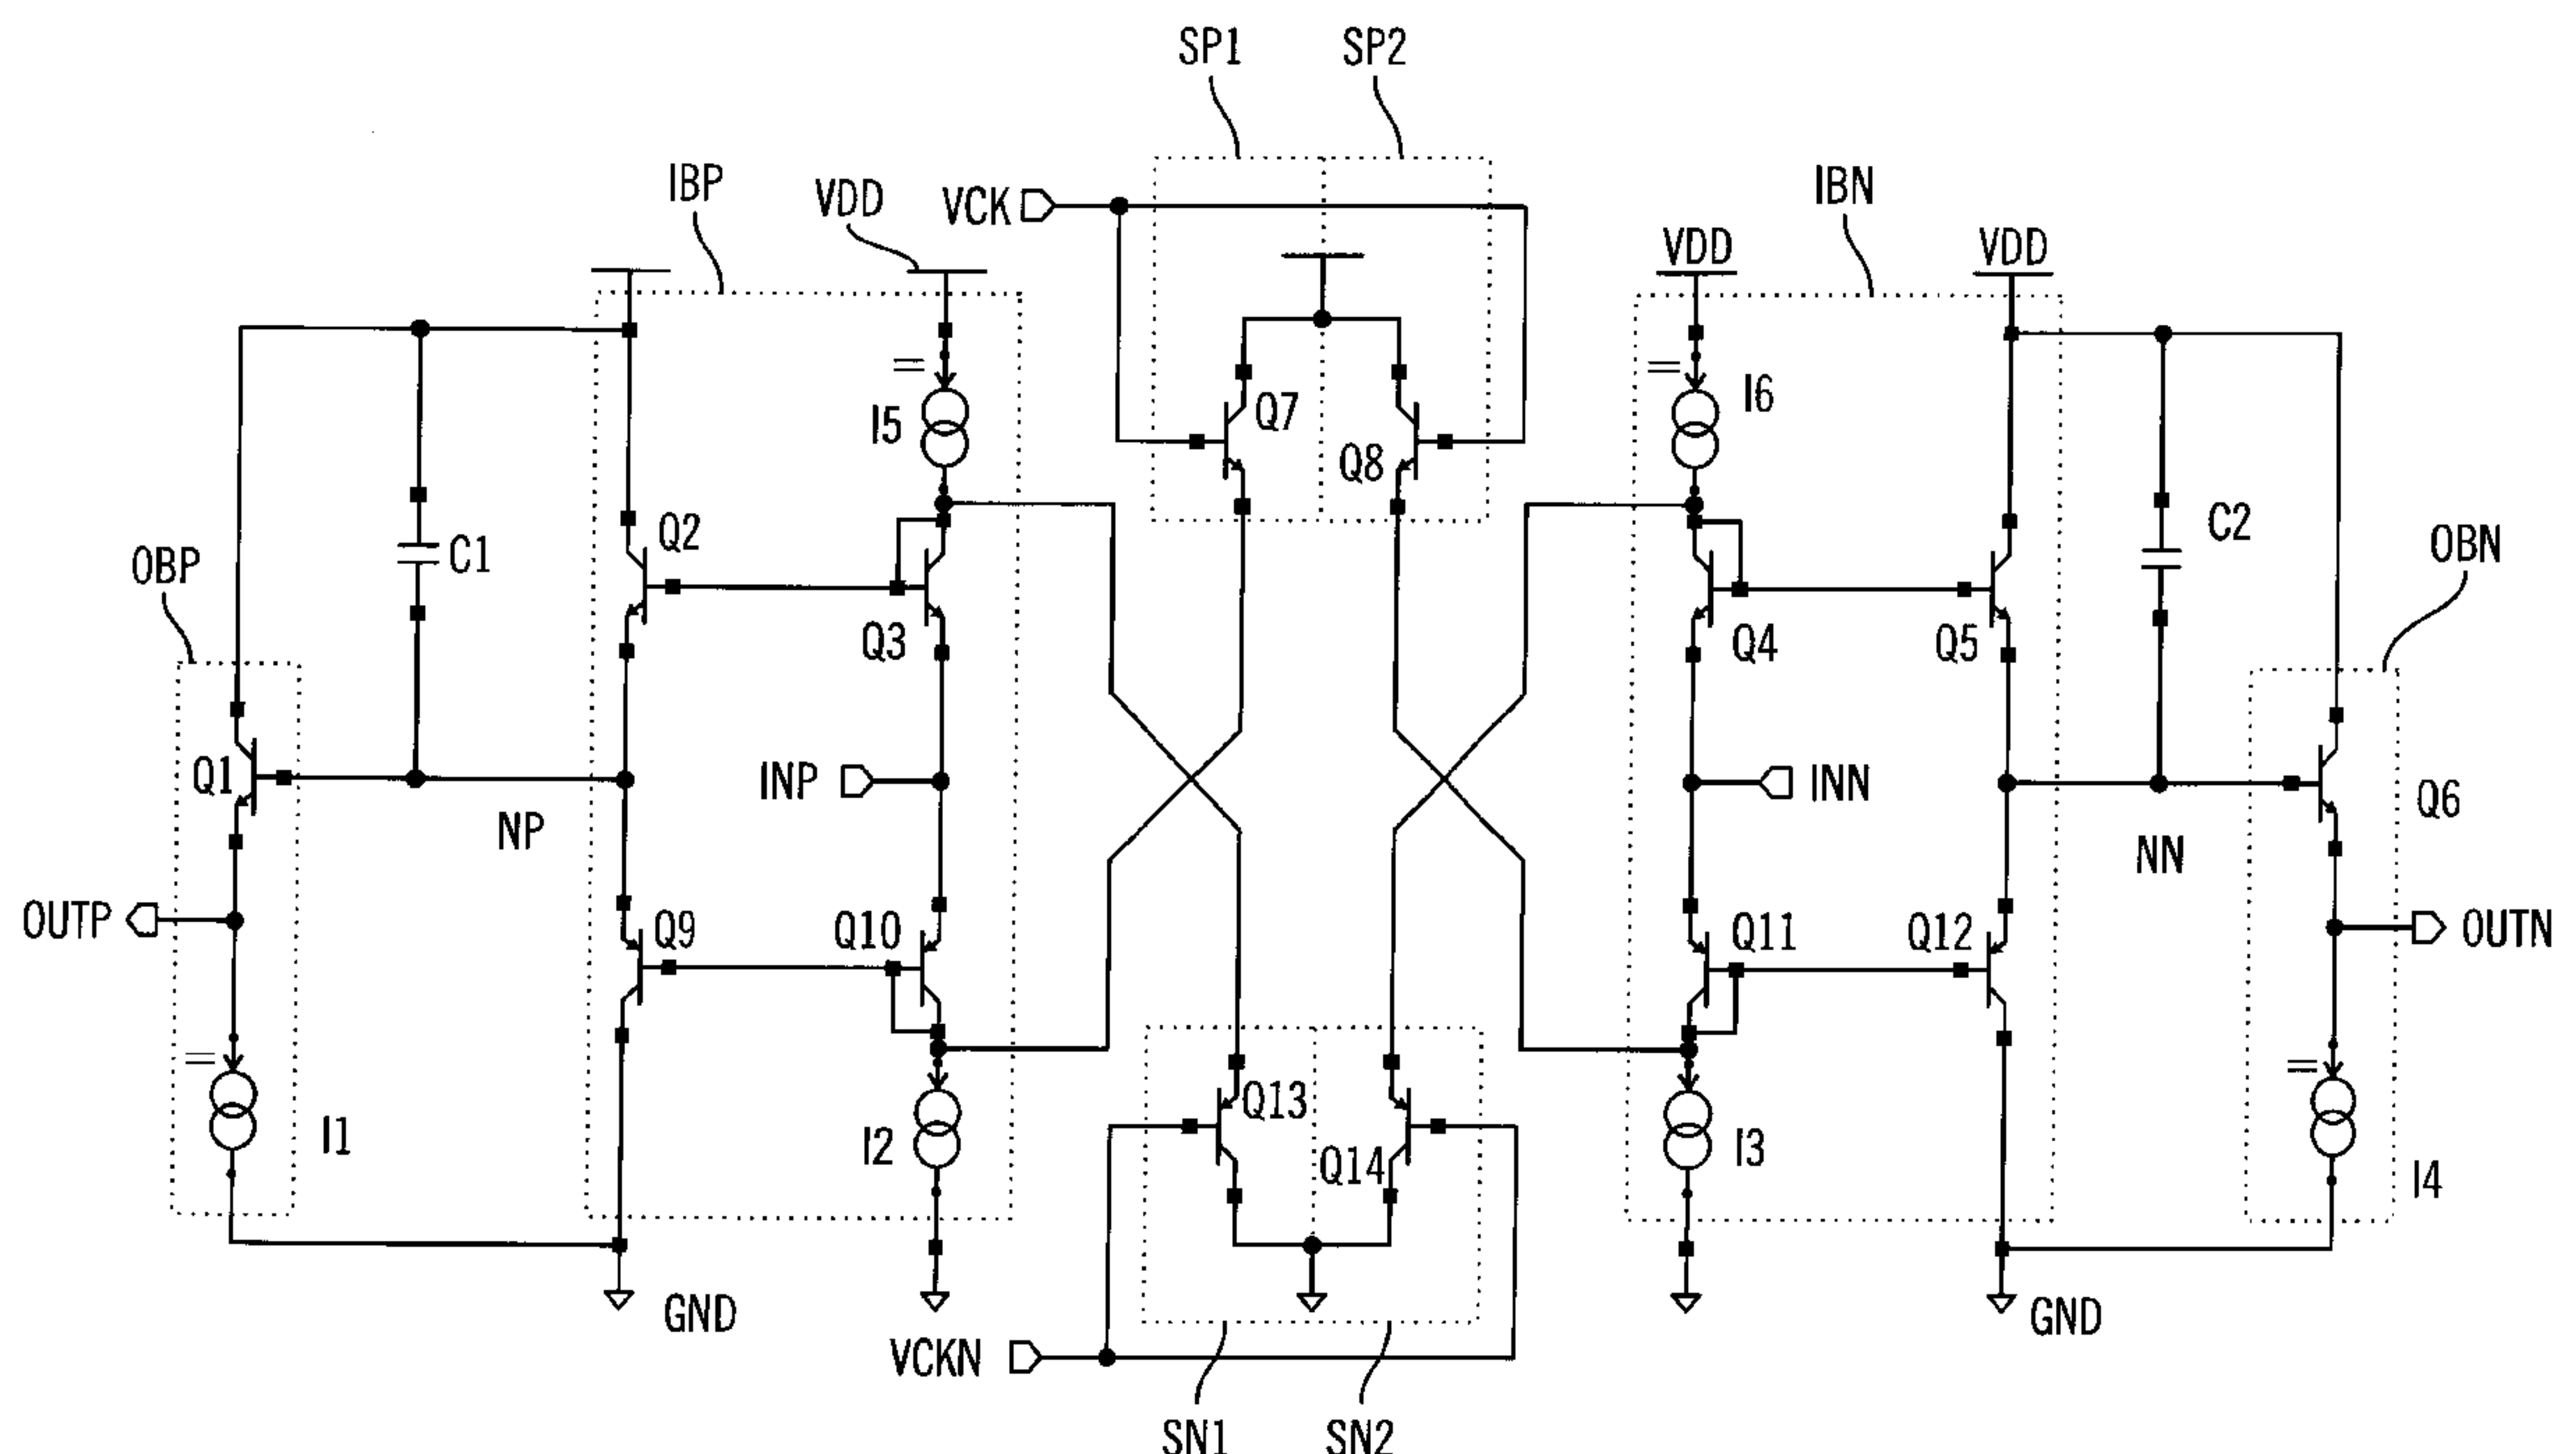 SP1 SP2
IBP VDD VCK IBN
VDD VDD
I5 Q7 Q8 I6
Q2 C1 C2
OBP OBN
Q3 Q4 Q5
Q1 INP INN Q6
NP NN
OUTP Q9 Q10 Q11 Q12 OUTN
I1 I2 Q13 Q14 I3 I4
GND GND
VCKN
SN1 SN2